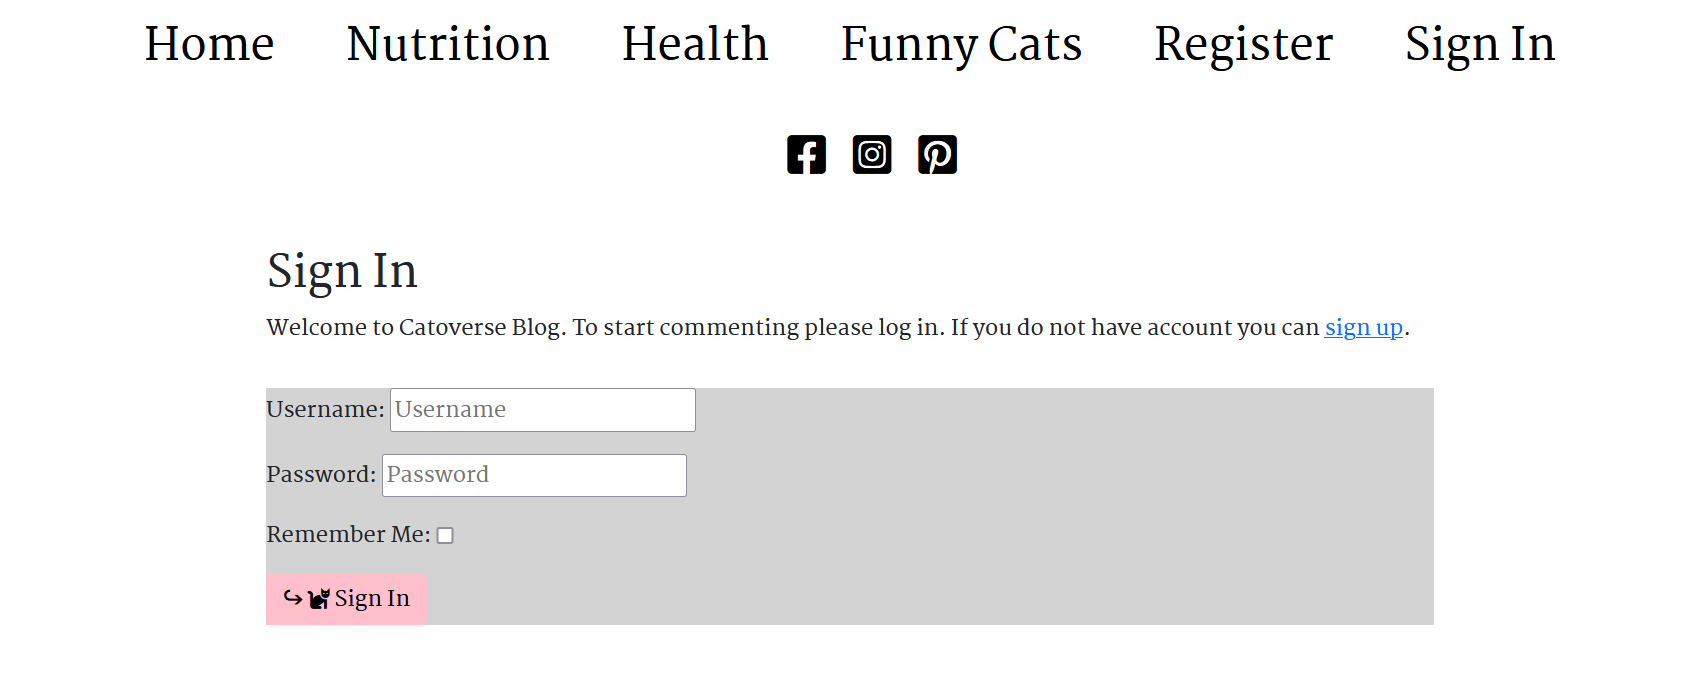 Home Nutrition Health Funny Cats Register Sign In
Sign In
Welcome to Catoverse Blog. To start commenting please log in. If you do not have account you can sign up.
Username: Username
Password: Password
Remember Me:
Sign In